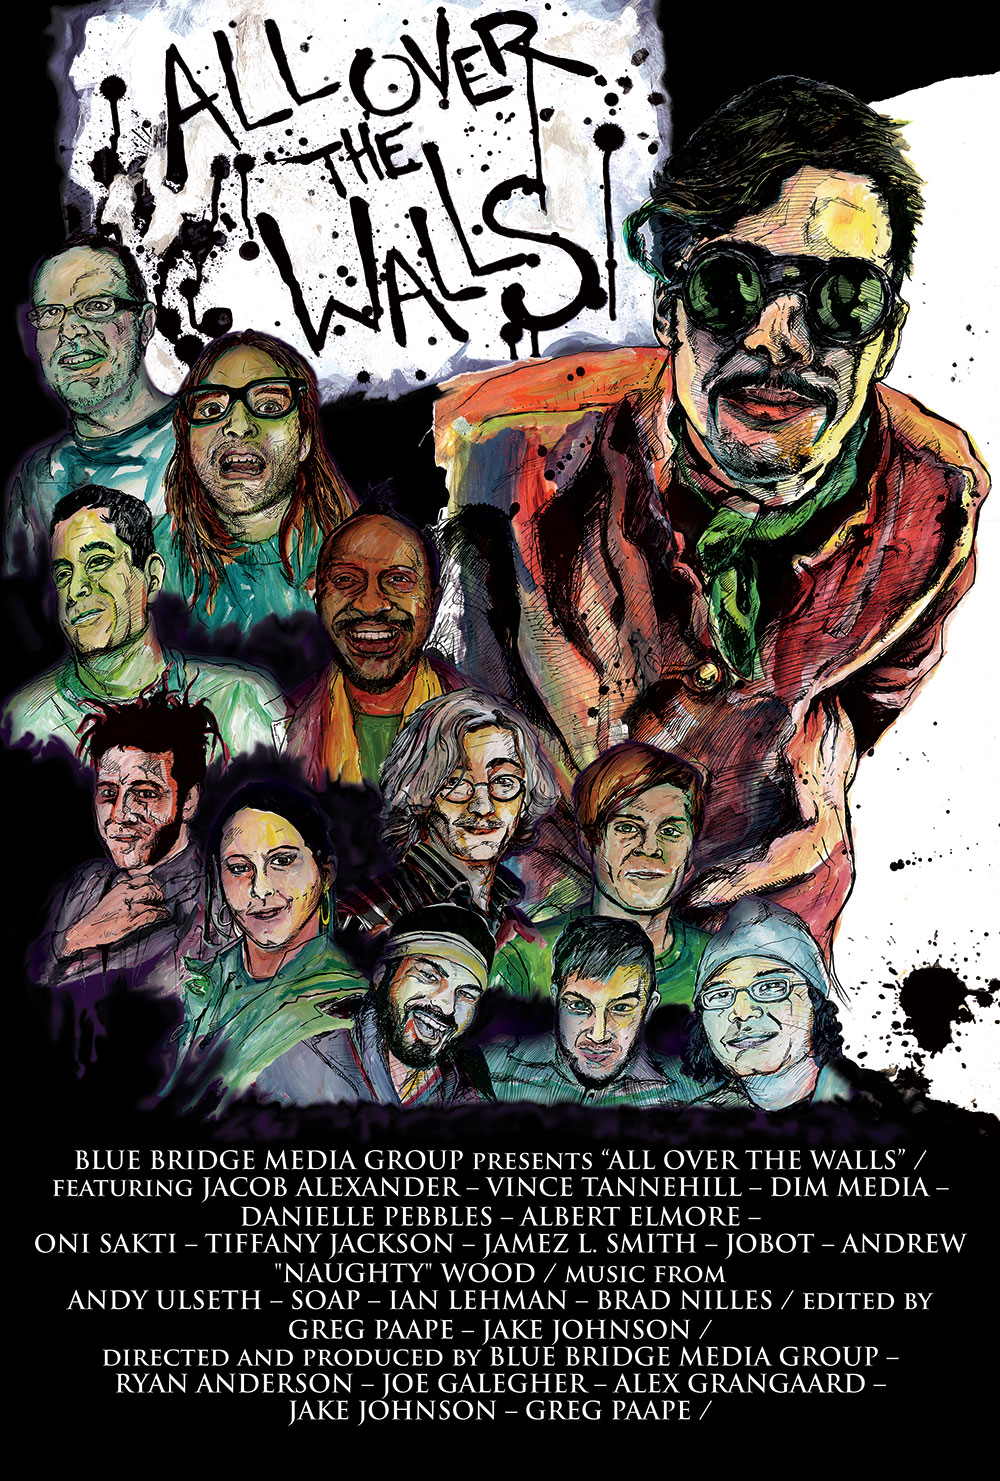 ALL OVER
THE
WALLS
BLUE BRIDGE MEDIA GROUP PRESENTS “ALL OVER THE WALLS” /
FEATURING JACOB ALEXANDER – VINCE TANNEHILL – DIM MEDIA –
DANIELLE PEBBLES – ALBERT ELMORE –
ONI SAKTI – TIFFANY JACKSON – JAMEZ L. SMITH – JOBOT – ANDREW
"NAUGHTY" WOOD / MUSIC FROM
ANDY ULSETH – SOAP – IAN LEHMAN – BRAD NILLES / EDITED BY
GREG PAAPE – JAKE JOHNSON /
DIRECTED AND PRODUCED BY BLUE BRIDGE MEDIA GROUP –
RYAN ANDERSON – JOE GALEGHER – ALEX GRANGAARD –
JAKE JOHNSON – GREG PAAPE /